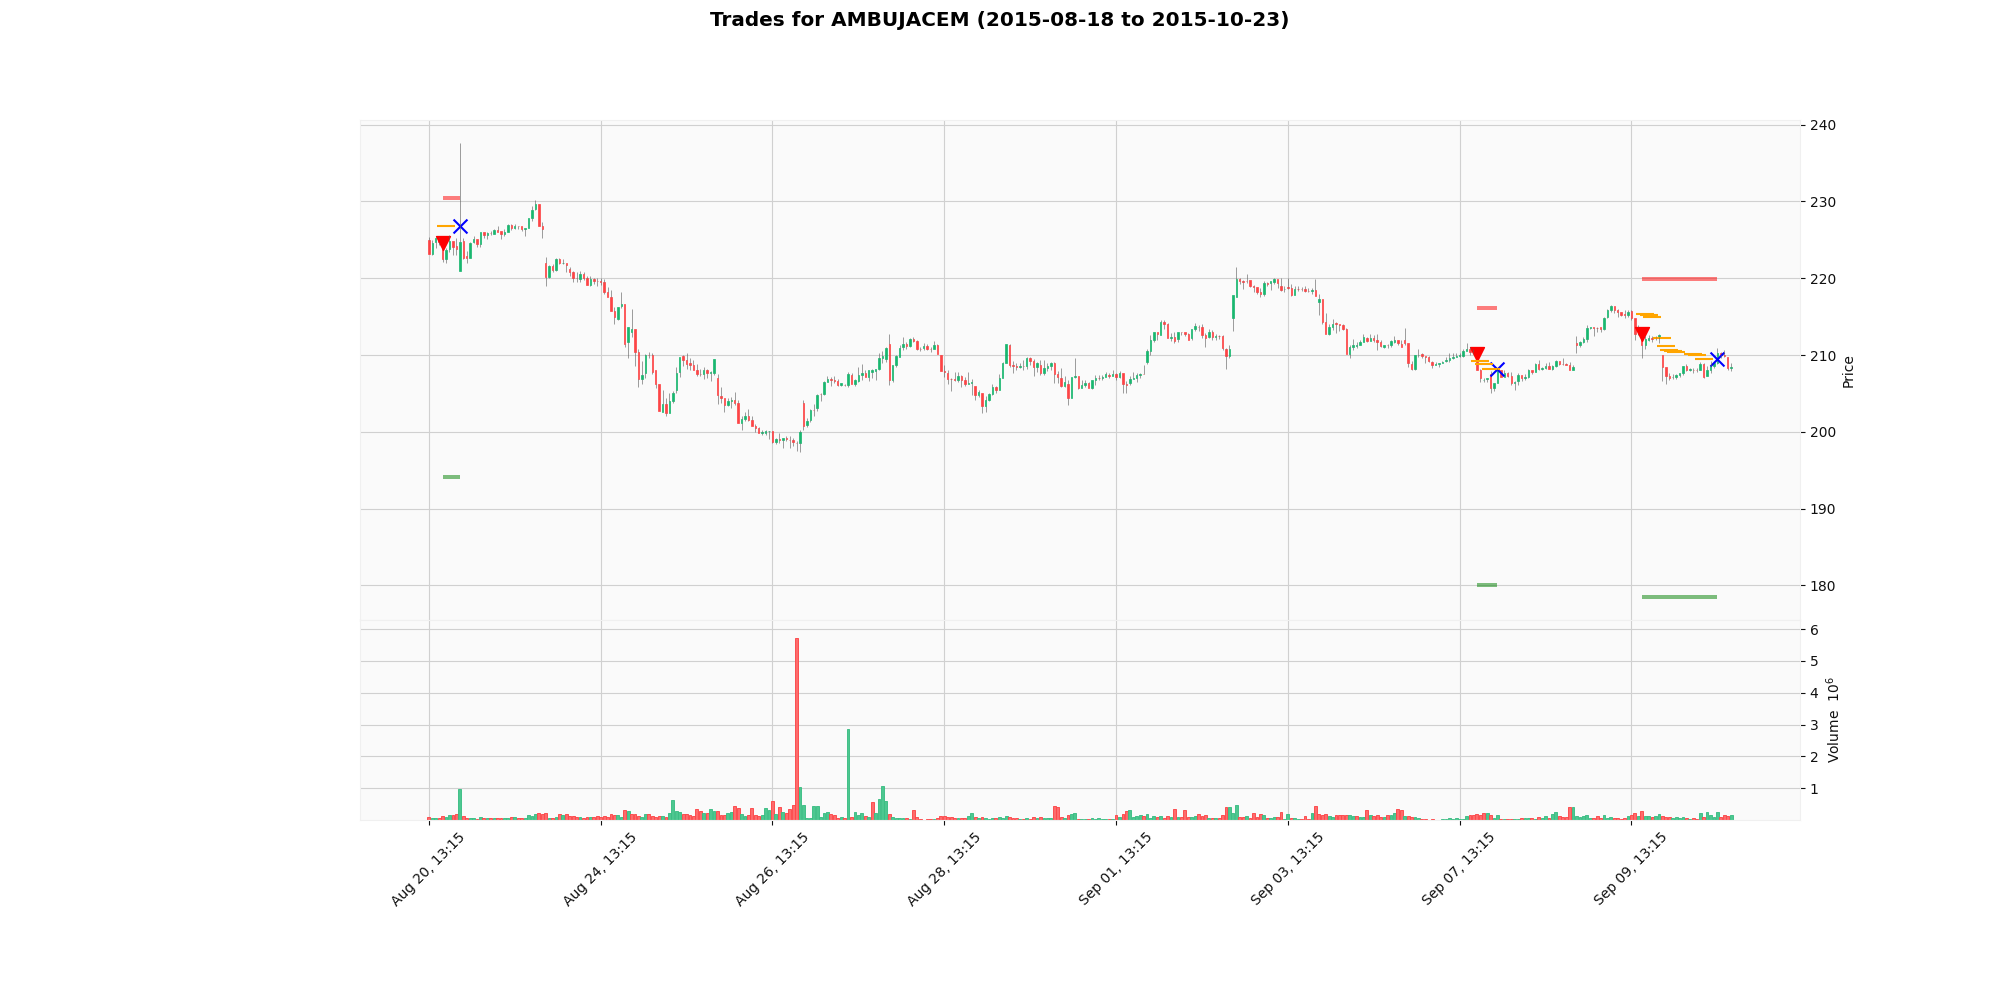 Trades for AMBUJACEM (2015-08-18 to 2015-10-23)
240
230
220
210
200
190
180
Price
6
5
4
3
2
1
Volume 10^6
Aug 20, 13:15
Aug 24, 13:15
Aug 26, 13:15
Aug 28, 13:15
Sep 01, 13:15
Sep 03, 13:15
Sep 07, 13:15
Sep 09, 13:15